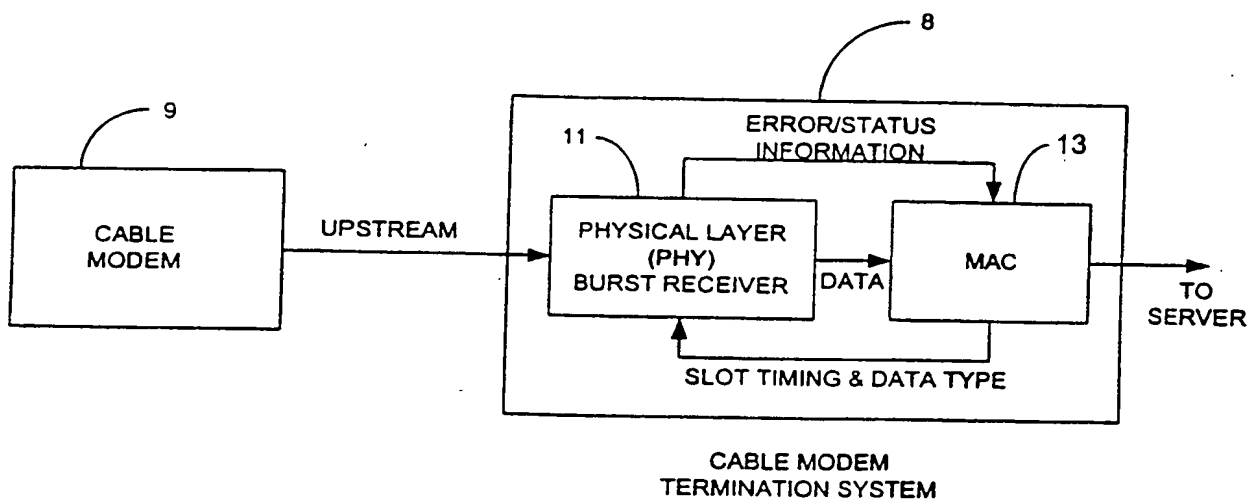 8
9
11
ERROR/STATUS
INFORMATION
13
CABLE
MODEM
UPSTREAM
PHYSICAL LAYER
(PHY)
BURST RECEIVER
DATA
MAC
TO
SERVER
SLOT TIMING & DATA TYPE
CABLE MODEM
TERMINATION SYSTEM